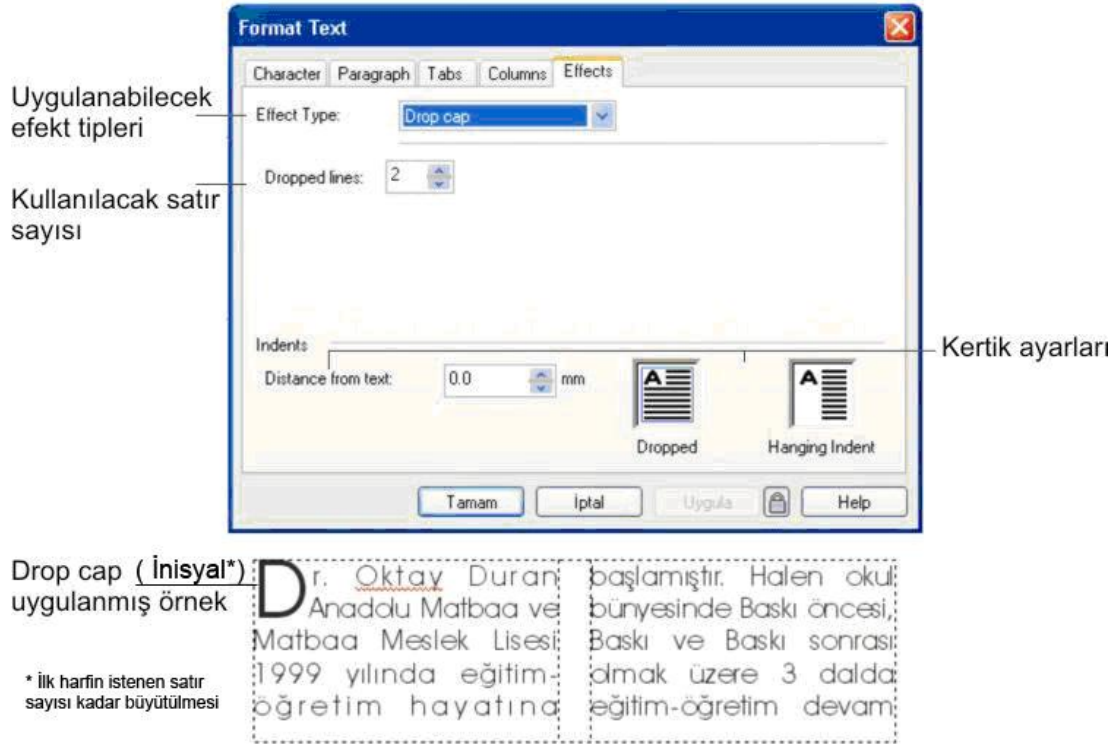 Format Text
Character Paragraph Tabs Columns Effects
Uygulanabilecek
efekt tipleri
Effect Type: Drop cap
Dropped lines: 2
Kullanılacak satır
sayısı
Indents
Distance from text: 0.0 mm
Kertik ayarları
Dropped Hanging Indent
Tamam İptal Uygula Help
Drop cap ( İnisyal*)
uygulanmış örnek
* İlk harfin istenen satır
sayısı kadar büyütülmesi
Dr. Oktay Duran
Anadolu Matbaa ve
Matbaa Meslek Lisesi
1999 yılında eğitim-
öğretim hayatına
başlamıştır. Halen okul
bünyesinde Baskı öncesi,
Baskı ve Baskı sonrası
olmak üzere 3 dalda
eğitim-öğretim devam